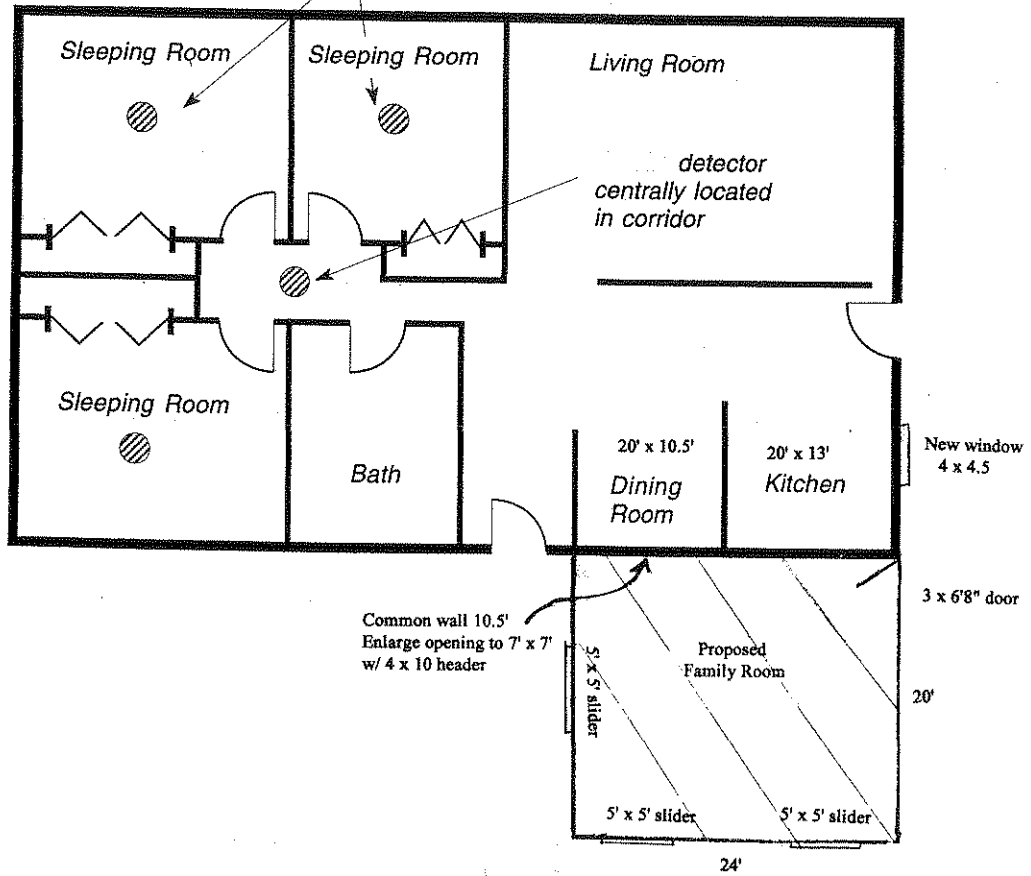 Sleeping Room
Sleeping Room
Living Room
detector
centrally located
in corridor
Sleeping Room
Bath
20' x 10.5'
Dining
Room
20' x 13'
Kitchen
New window
4 x 4.5
3 x 6'8" door
Common wall 10.5'
Enlarge opening to 7' x 7'
w/ 4 x 10 header
Proposed
Family Room
5' x 5' slider
20'
5' x 5' slider
5' x 5' slider
24'